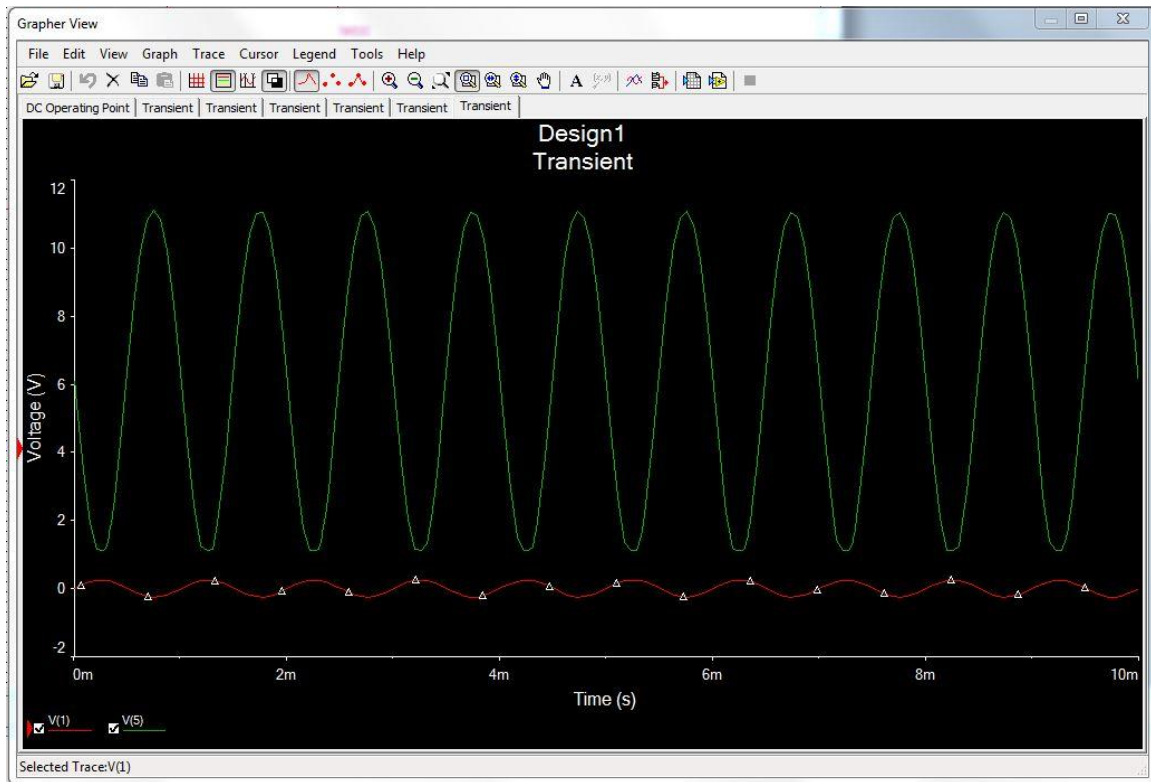 Grapher View
File Edit View Graph Trace Cursor Legend Tools Help
A
DC Operating Point Transient Transient Transient Transient Transient Transient
Design1
Transient
12
10
8
6
4
2
0
-2
Voltage (V)
0m 2m 4m 6m 8m 10m
Time (s)
V(1) V(5)
Selected Trace:V(1)